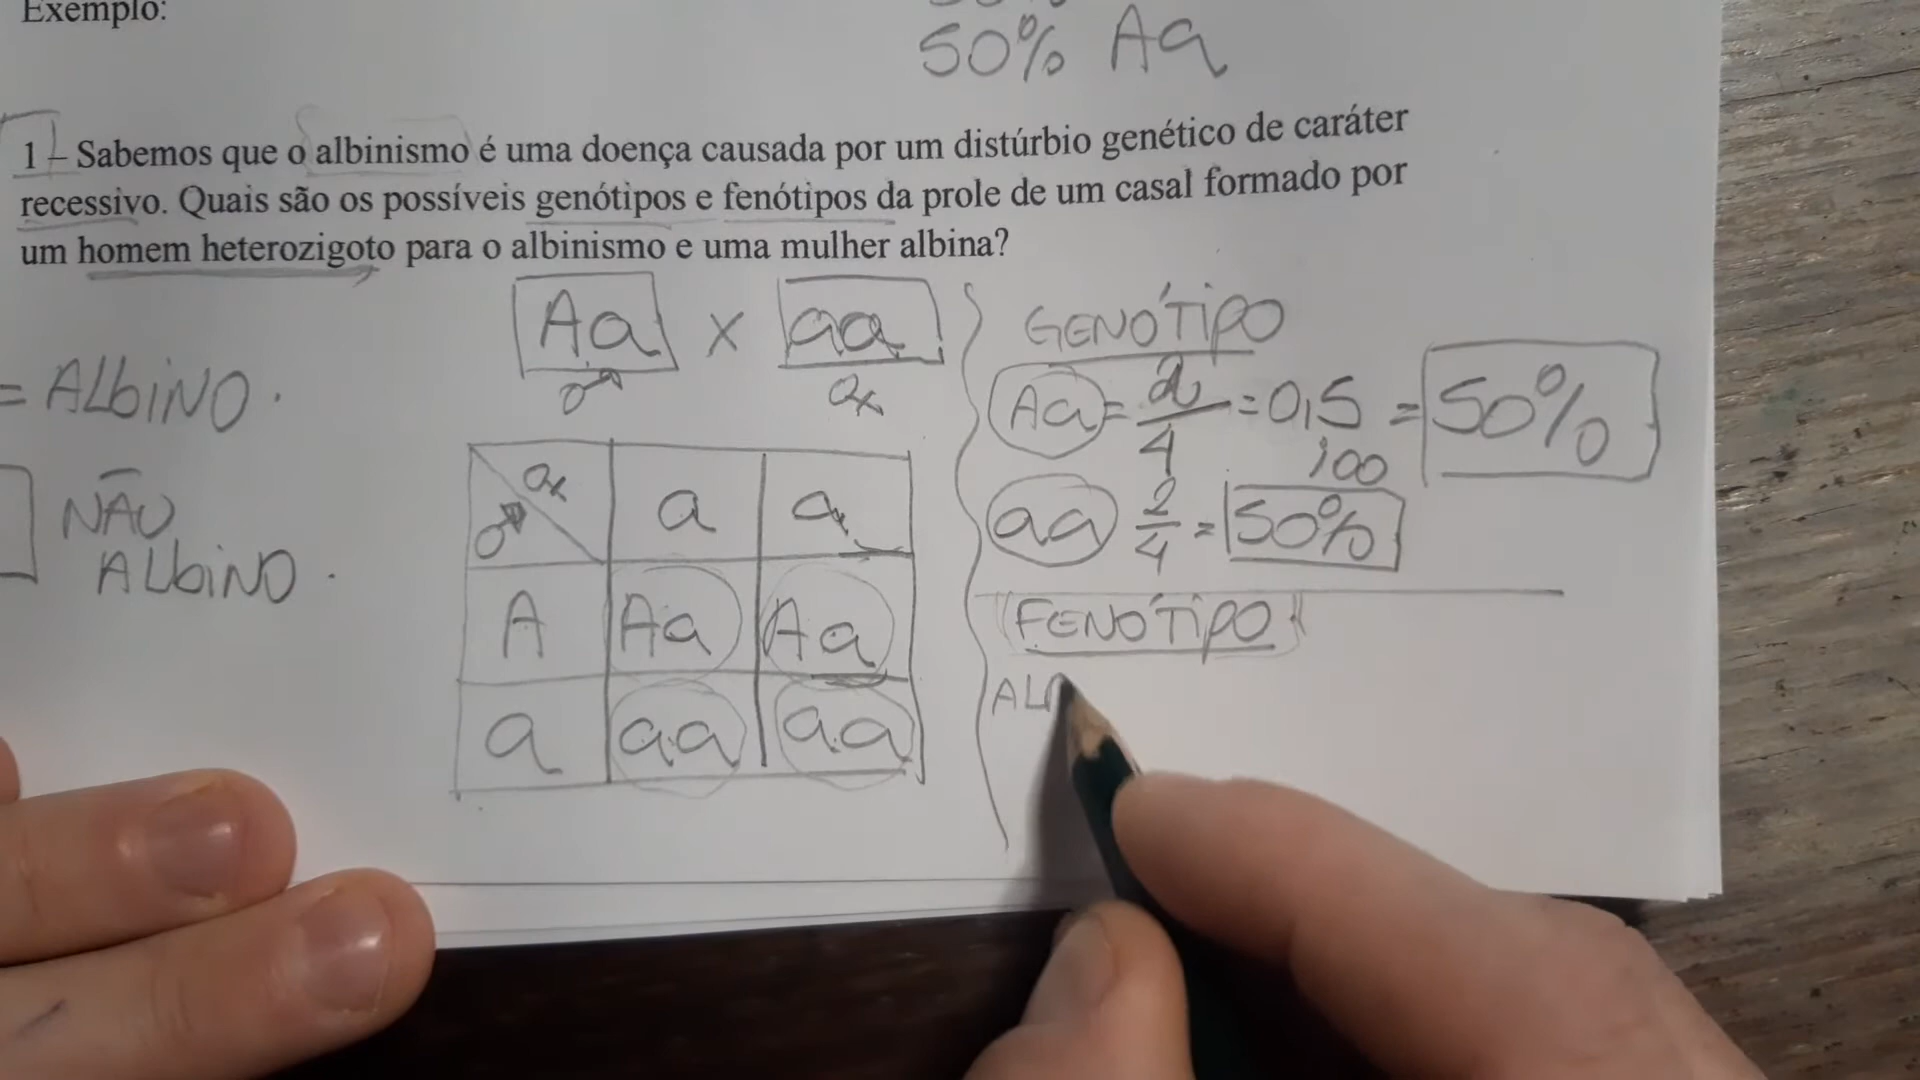 Exemplo:
50% Aa
1 – Sabemos que o albinismo é uma doença causada por um distúrbio genético de caráter
recessivo. Quais são os possíveis genótipos e fenótipos da prole de um casal formado por
um homem heterozigoto para o albinismo e uma mulher albina?
Aa x aa
= ALbiNO.
NÃO
ALbiNO.
a a
A Aa Aa
a aa aa
GENÓTIPO
Aa = 2/4 = 0,5 = 50%
100
aa 2/4 = 50%
FENÓTIPO
AL